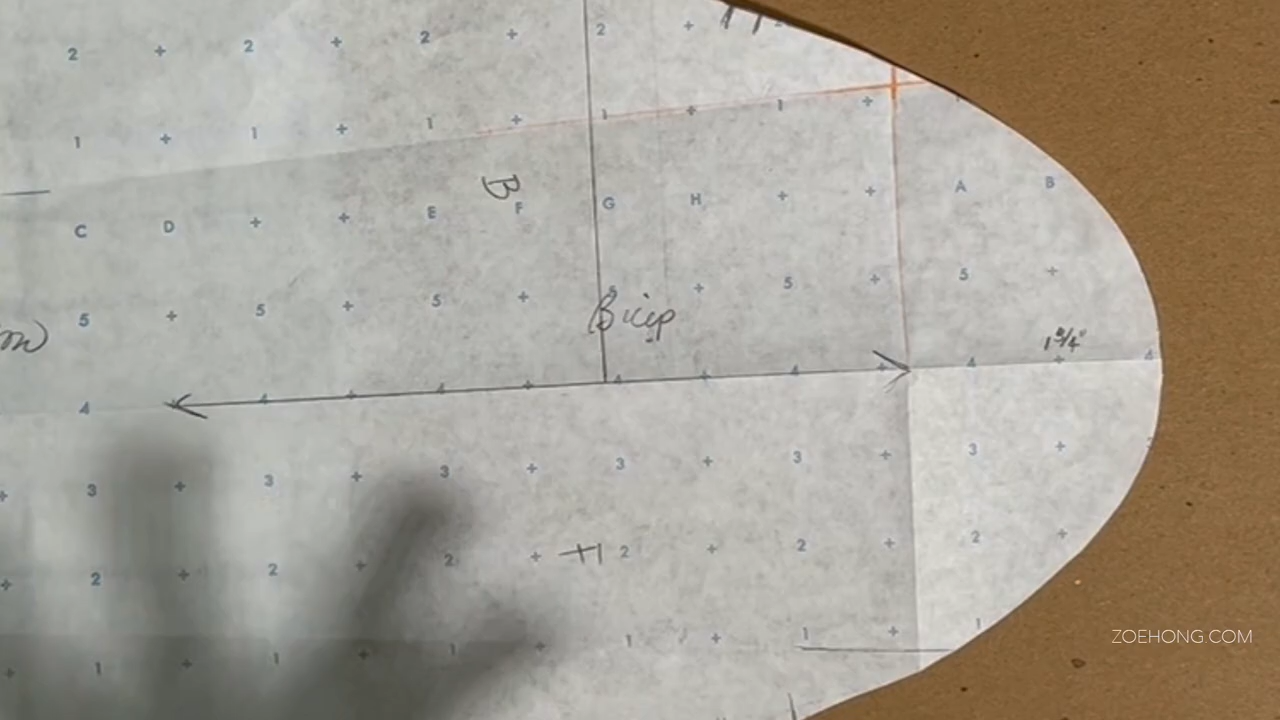 2 + 2 + 2 + 2 +
1 + 1 + 1 + 1 + 1 +
B
C D + + E F G H + + A B
5 + 5 + 5 + 5 + 5 + 5 +
Bicep
1 3/4"
4 4 + 4 + 4 + 4 + 4 + 4
+ 3 + 3 + 3 + 3 + 3 + 3 +
H
+ 2 + 2 + 2 + 2 + 2 + 2 +
+ 1 + 1 + 1 + 1 + 1 + 1
ZOEHONG.COM